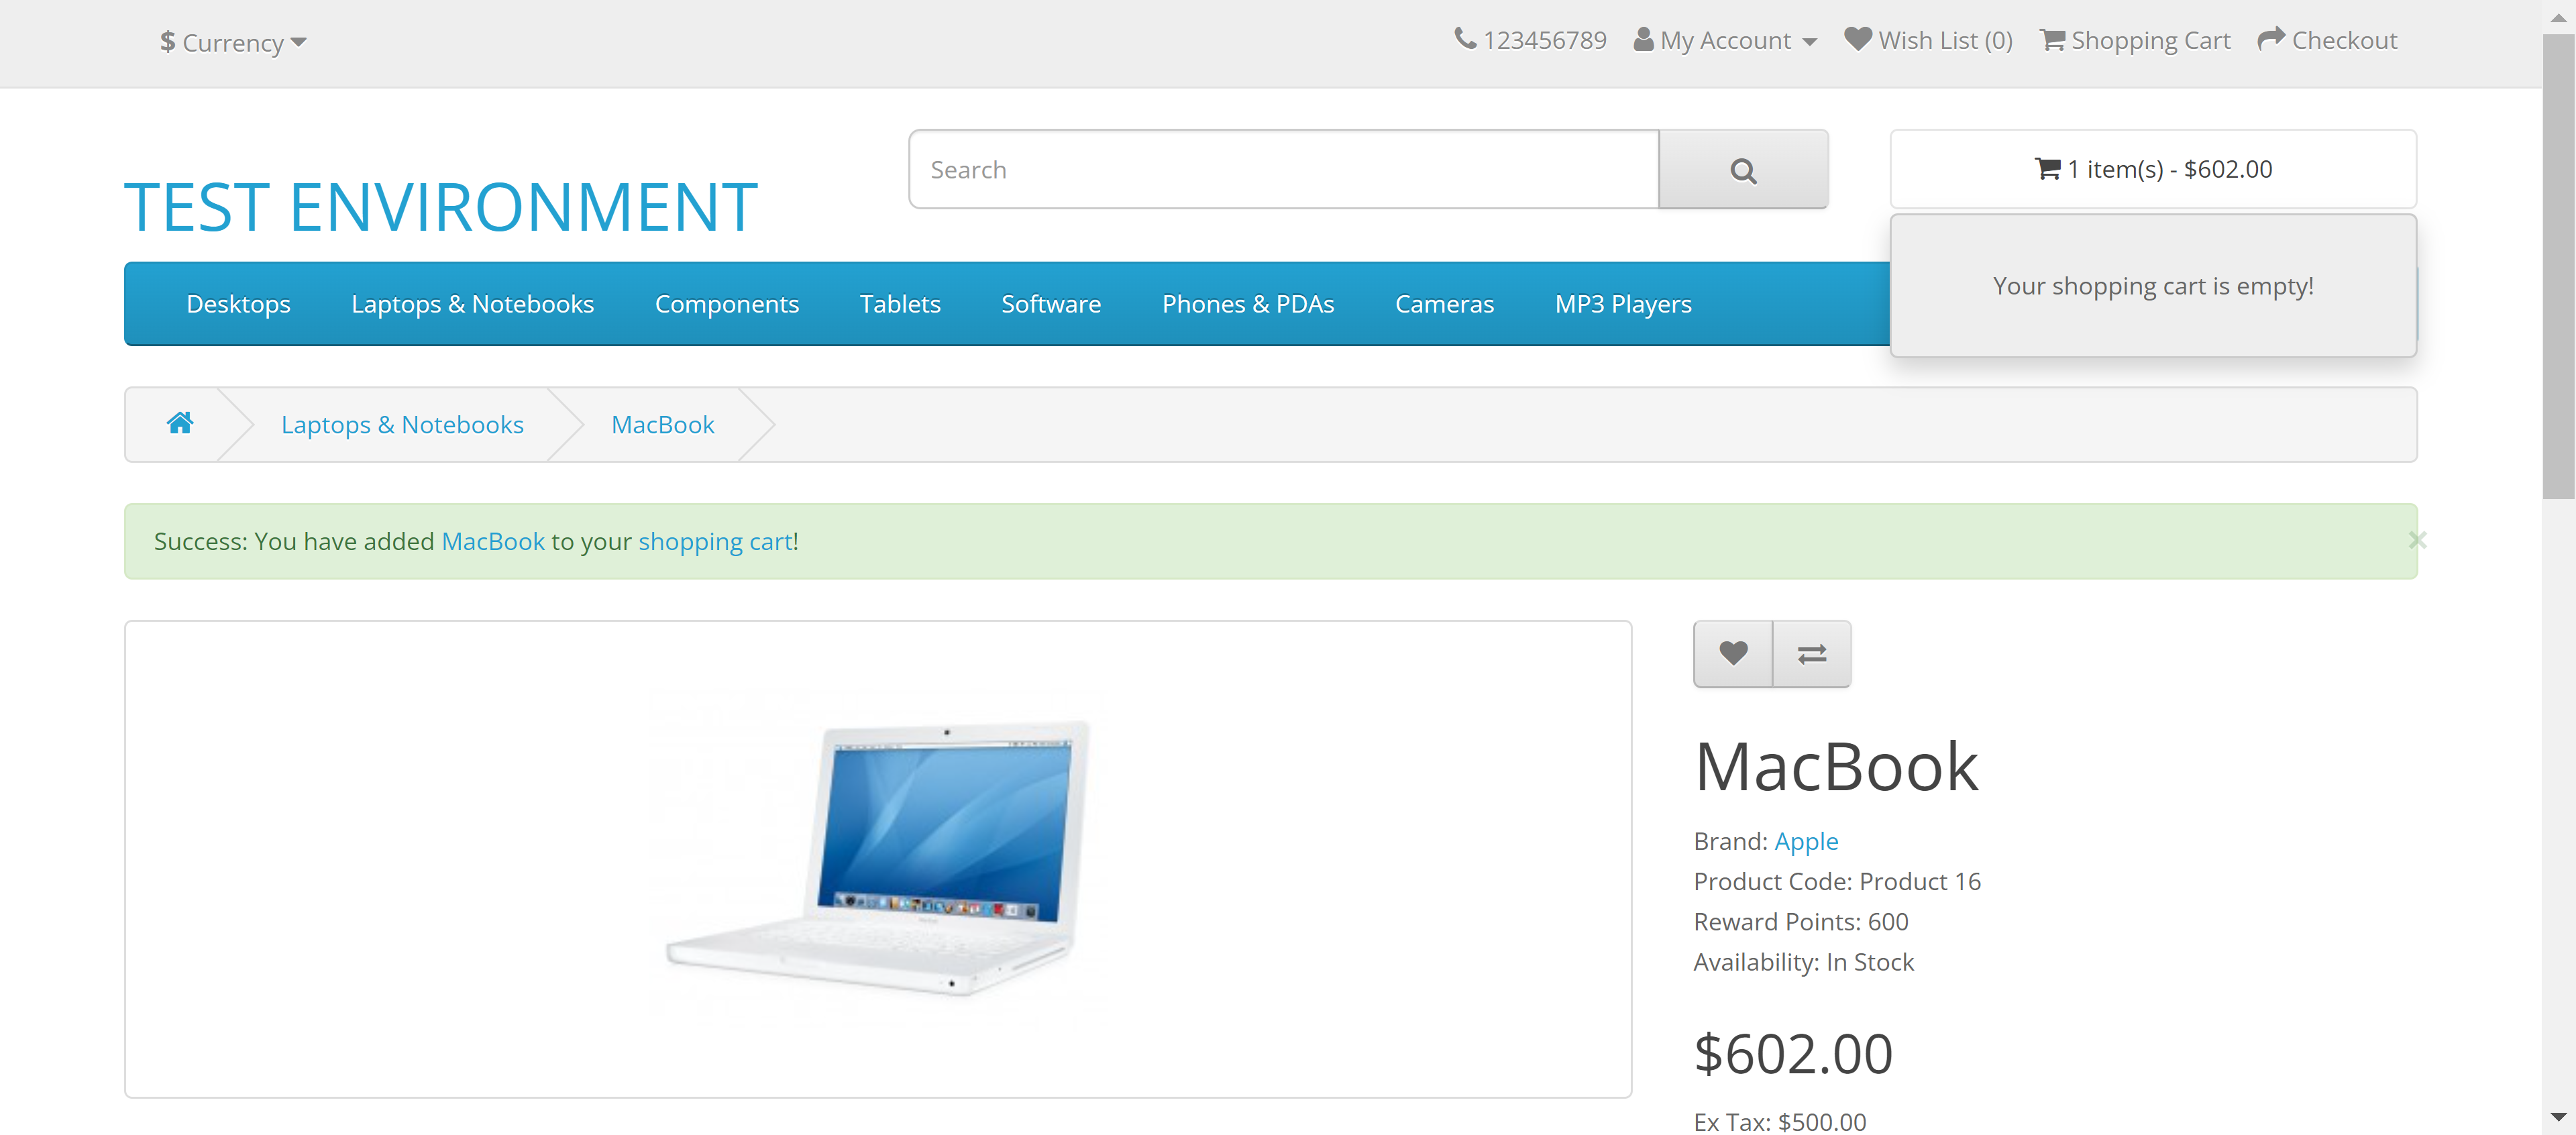 $ Currency
123456789 My Account Wish List (0) Shopping Cart Checkout
TEST ENVIRONMENT
Search
1 item(s) - $602.00
Your shopping cart is empty!
Desktops Laptops & Notebooks Components Tablets Software Phones & PDAs Cameras MP3 Players
Laptops & Notebooks MacBook
Success: You have added MacBook to your shopping cart!
×
MacBook
Brand: Apple
Product Code: Product 16
Reward Points: 600
Availability: In Stock
$602.00
Ex Tax: $500.00